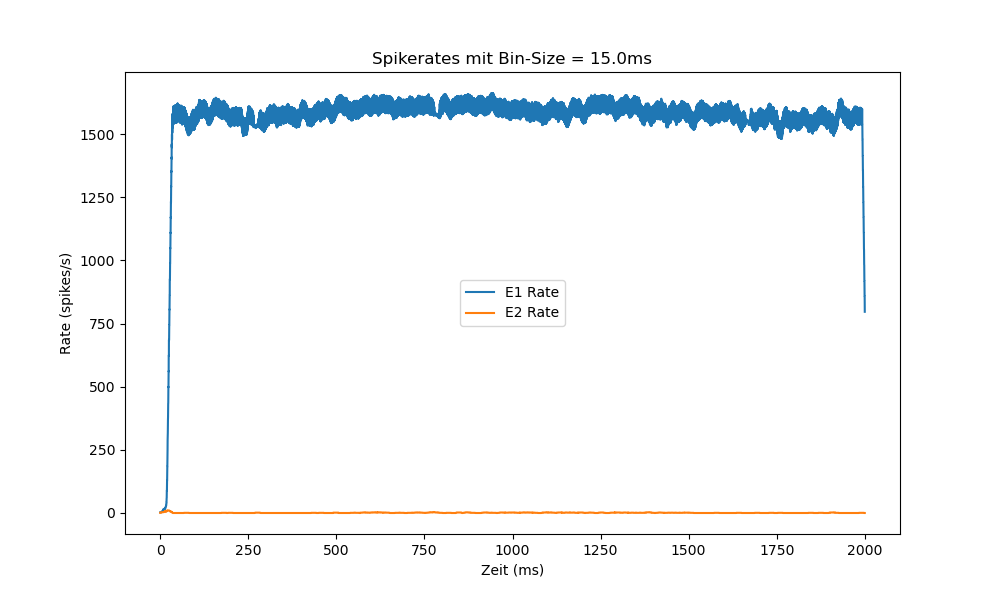 Spikerates mit Bin-Size = 15.0ms
Rate (spikes/s)
1500
1250
1000
750
500
250
0
E1 Rate
E2 Rate
0 250 500 750 1000 1250 1500 1750 2000
Zeit (ms)